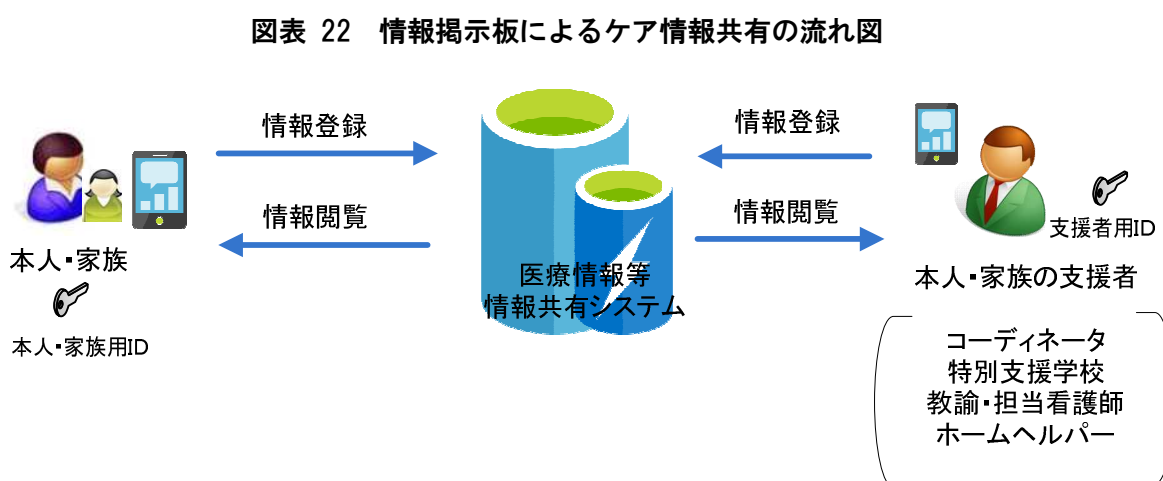 図表 22 情報掲示板によるケア情報共有の流れ図
情報登録
情報閲覧
本人・家族
本人・家族用ID
医療情報等
情報共有システム
情報登録
情報閲覧
支援者用ID
本人・家族の支援者
コーディネータ
特別支援学校
教諭・担当看護師
ホームヘルパー